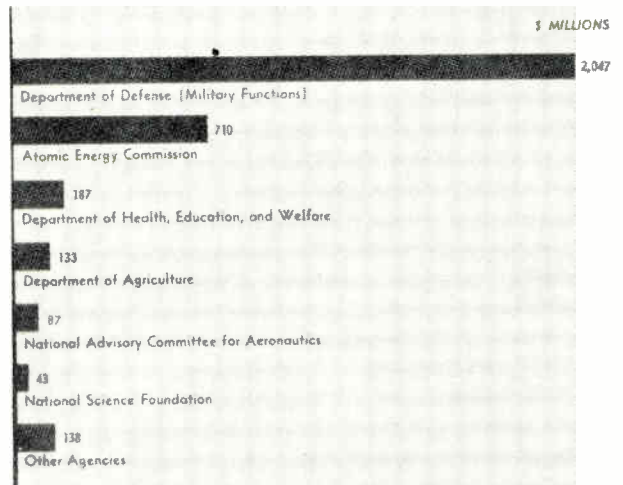 $ MILLIONS
2,047
Department of Defense (Military Functions)
710
Atomic Energy Commission
187
Department of Health, Education, and Welfare
133
Department of Agriculture
87
National Advisory Committee for Aeronautics
43
National Science Foundation
138
Other Agencies